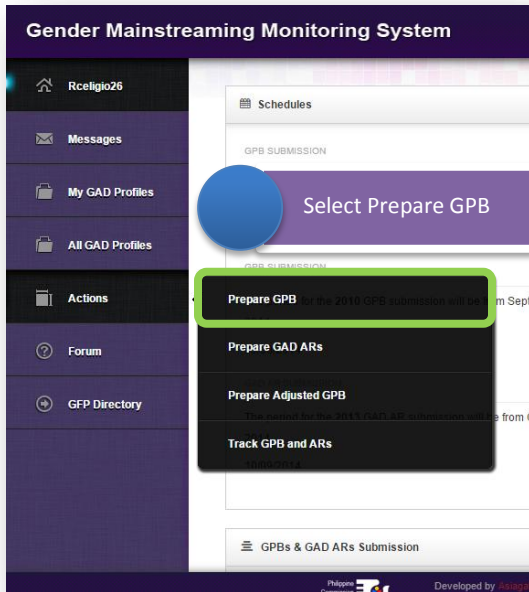 Gender Mainstreaming Monitoring System
Rceligio26
Messages
My GAD Profiles
All GAD Profiles
Actions
Forum
GFP Directory
Schedules
GPB SUBMISSION
Select Prepare GPB
GPB SUBMISSION
Prepare GPB
for the 2016 GPB submission will be from Sept
Prepare GAD ARs
Prepare Adjusted GPB
The period for the 2013 GAD AR submission will be from
Track GPB and ARs
10/09/2014
GPBs & GAD ARs Submission
Philippine
Developed by